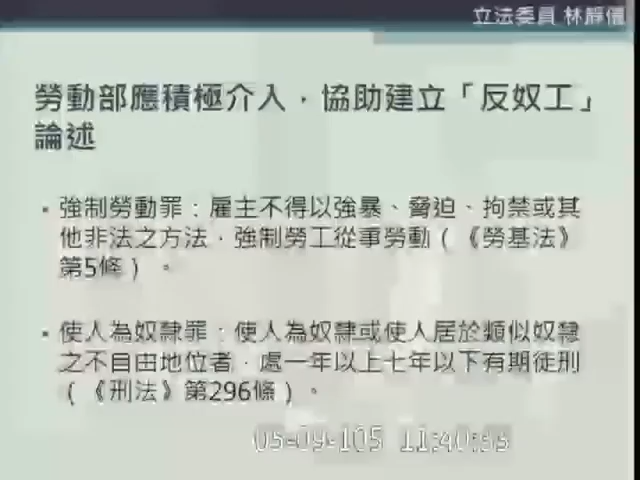 立法委員 林靜儀
勞動部應積極介入，協助建立「反奴工」
論述
• 強制勞動罪：雇主不得以強暴、脅迫、拘禁或其
他非法之方法，強制勞工從事勞動（《勞基法》
第5條）。
• 使人為奴隸罪：使人為奴隸或使人居於類似奴隸
之不自由地位者，處一年以上七年以下有期徒刑
（《刑法》第296條）。
05-09-105 11:40:38